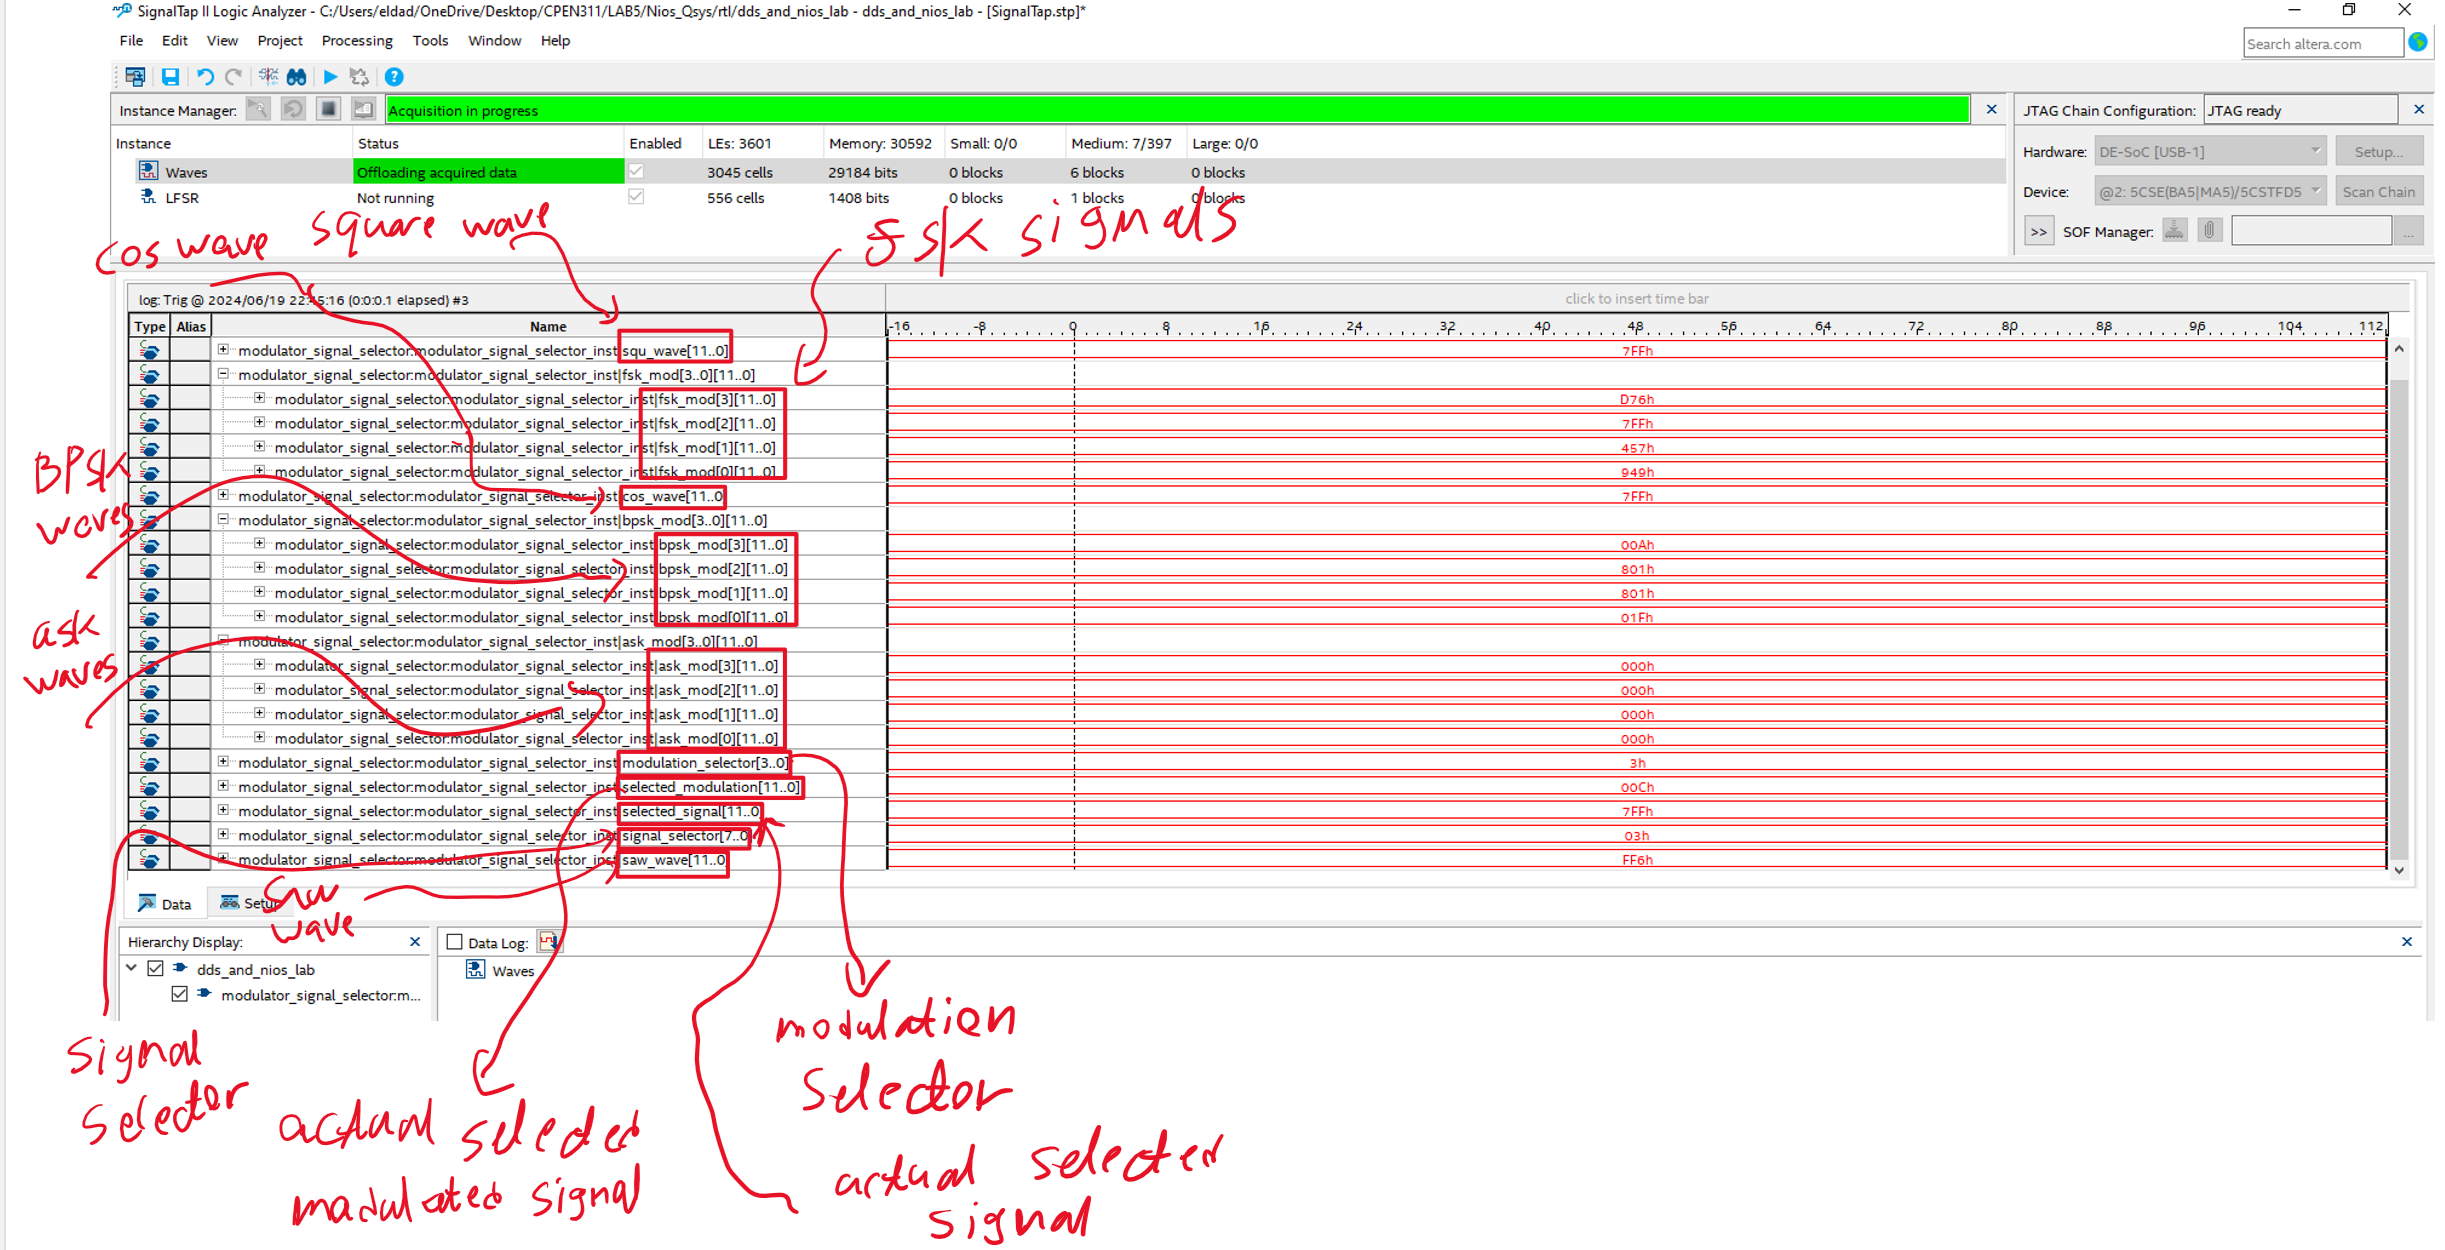 SignalTap II Logic Analyzer - C:/Users/eldad/OneDrive/Desktop/CPEN311/LAB5/Nios_Qsys/rtl/dds_and_nios_lab - dds_and_nios_lab - [SignalTap.stp]*
File Edit View Project Processing Tools Window Help
Search altera.com
Instance Manager: Acquisition in progress
JTAG Chain Configuration: JTAG ready
Instance Status Enabled LEs: 3601 Memory: 30592 Small: 0/0 Medium: 7/397 Large: 0/0
Waves Offloading acquired data 3045 cells 29184 bits 0 blocks 6 blocks 0 blocks
LFSR Not running 556 cells 1408 bits 0 blocks 1 blocks 0 blocks
Hardware: DE-SoC [USB-1] Setup...
Device: @2: 5CSE(BA5|MA5)/5CSTFD5 Scan Chain
>> SOF Manager: ...
cos wave
square wave
fsk signals
log: Trig @ 2024/06/19 22:45:16 (0:0:0.1 elapsed) #3
click to insert time bar
Type Alias Name
-16 -8 0 8 16 24 32 40 48 56 64 72 80 88 96 104 112
modulator_signal_selector:modulator_signal_selector_inst|squ_wave[11..0] 7FFh
modulator_signal_selector:modulator_signal_selector_inst|fsk_mod[3..0][11..0]
modulator_signal_selector:modulator_signal_selector_inst|fsk_mod[3][11..0] D76h
modulator_signal_selector:modulator_signal_selector_inst|fsk_mod[2][11..0] 7FFh
modulator_signal_selector:modulator_signal_selector_inst|fsk_mod[1][11..0] 457h
modulator_signal_selector:modulator_signal_selector_inst|fsk_mod[0][11..0] 949h
modulator_signal_selector:modulator_signal_selector_inst|cos_wave[11..0] 7FFh
modulator_signal_selector:modulator_signal_selector_inst|bpsk_mod[3..0][11..0]
modulator_signal_selector:modulator_signal_selector_inst|bpsk_mod[3][11..0] 00Ah
modulator_signal_selector:modulator_signal_selector_inst|bpsk_mod[2][11..0] 801h
modulator_signal_selector:modulator_signal_selector_inst|bpsk_mod[1][11..0] 801h
modulator_signal_selector:modulator_signal_selector_inst|bpsk_mod[0][11..0] 01Fh
modulator_signal_selector:modulator_signal_selector_inst|ask_mod[3..0][11..0]
modulator_signal_selector:modulator_signal_selector_inst|ask_mod[3][11..0] 000h
modulator_signal_selector:modulator_signal_selector_inst|ask_mod[2][11..0] 000h
modulator_signal_selector:modulator_signal_selector_inst|ask_mod[1][11..0] 000h
modulator_signal_selector:modulator_signal_selector_inst|ask_mod[0][11..0] 000h
modulator_signal_selector:modulator_signal_selector_inst|modulation_selector[3..0] 3h
modulator_signal_selector:modulator_signal_selector_inst|selected_modulation[11..0] 00Ch
modulator_signal_selector:modulator_signal_selector_inst|selected_signal[11..0] 7FFh
modulator_signal_selector:modulator_signal_selector_inst|signal_selector[7..0] 03h
modulator_signal_selector:modulator_signal_selector_inst|saw_wave[11..0] FF6h
BPSK
waves
ask
waves
Data Setup
saw
wave
Hierarchy Display:
dds_and_nios_lab
modulator_signal_selector:m...
Data Log:
Waves
signal
selector
actual selected
modulated signal
modulation
selector
actual selected
signal